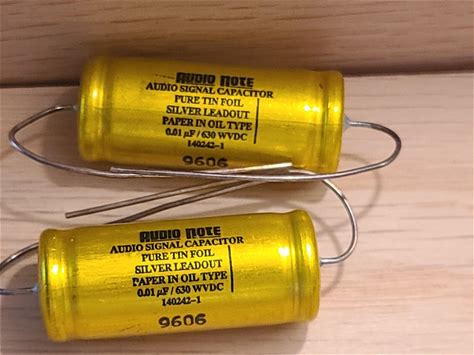 AUDIO NOTE
AUDIO SIGNAL CAPACITOR
PURE TIN FOIL
SILVER LEADOUT
PAPER IN OIL TYPE
0.01 µF / 630 WVDC
140242-1
9606
AUDIO NOTE
AUDIO SIGNAL CAPACITOR
PURE TIN FOIL
SILVER LEADOUT
PAPER IN OIL TYPE
0.01 µF / 630 WVDC
140242-1
9606